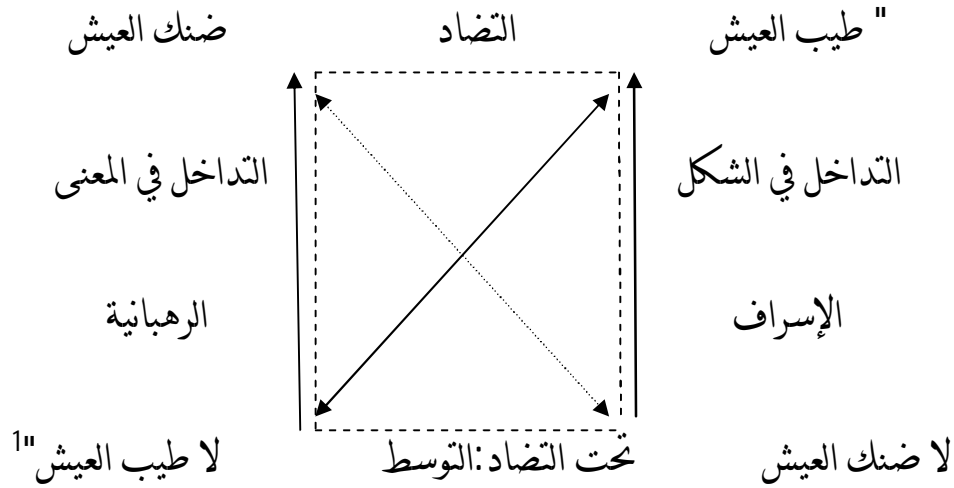 " طيب العيش التضاد ضنك العيش
التداخل في الشكل التداخل في المعنى
الإسراف الرهبانية
لا ضنك العيش تحت التضاد:التوسط لا طيب العيش"1